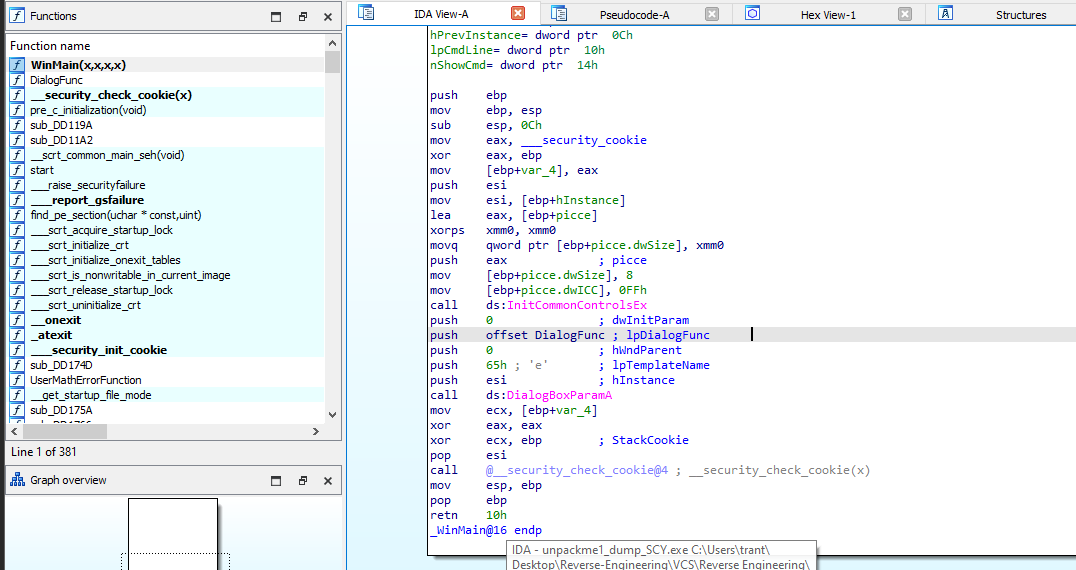 Functions
IDA View-A
Pseudocode-A
Hex View-1
Structures
Function name
WinMain(x,x,x,x)
DialogFunc
__security_check_cookie(x)
pre_c_initialization(void)
sub_DD119A
sub_DD11A2
__scrt_common_main_seh(void)
start
___raise_securityfailure
___report_gsfailure
find_pe_section(uchar * const,uint)
___scrt_acquire_startup_lock
___scrt_initialize_crt
___scrt_initialize_onexit_tables
___scrt_is_nonwritable_in_current_image
___scrt_release_startup_lock
___scrt_uninitialize_crt
__onexit
_atexit
___security_init_cookie
sub_DD174D
UserMathErrorFunction
__get_startup_file_mode
sub_DD175A
Line 1 of 381
Graph overview
hPrevInstance= dword ptr  0Ch
lpCmdLine= dword ptr  10h
nShowCmd= dword ptr  14h
push    ebp
mov     ebp, esp
sub     esp, 0Ch
mov     eax, ___security_cookie
xor     eax, ebp
mov     [ebp+var_4], eax
push    esi
mov     esi, [ebp+hInstance]
lea     eax, [ebp+picce]
xorps   xmm0, xmm0
movq    qword ptr [ebp+picce.dwSize], xmm0
push    eax             ; picce
mov     [ebp+picce.dwSize], 8
mov     [ebp+picce.dwICC], 0FFh
call    ds:InitCommonControlsEx
push    0               ; dwInitParam
push    offset DialogFunc ; lpDialogFunc
push    0               ; hWndParent
push    65h ; 'e'       ; lpTemplateName
push    esi             ; hInstance
call    ds:DialogBoxParamA
mov     ecx, [ebp+var_4]
xor     eax, eax
xor     ecx, ebp        ; StackCookie
pop     esi
call    @__security_check_cookie@4 ; __security_check_cookie(x)
mov     esp, ebp
pop     ebp
retn    10h
_WinMain@16 endp
IDA - unpackme1_dump_SCY.exe C:\Users\trant\
Desktop\Reverse-Engineering\VCS\Reverse Engineering\